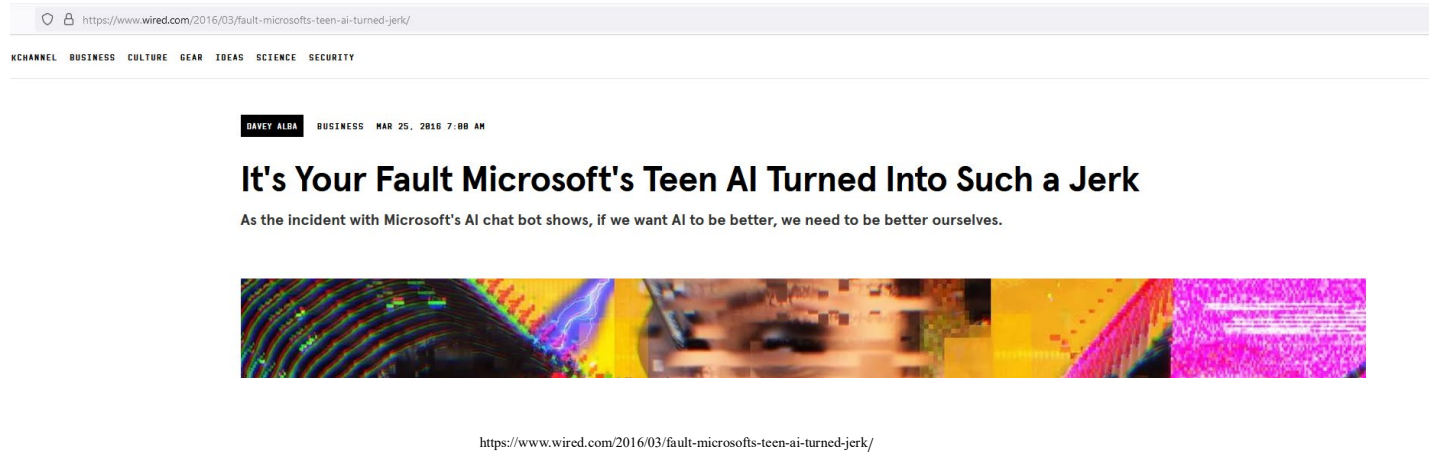 https://www.wired.com/2016/03/fault-microsofts-teen-ai-turned-jerk/
KCHANNEL BUSINESS CULTURE GEAR IDEAS SCIENCE SECURITY
DAVEY ALBA BUSINESS MAR 25, 2016 7:00 AM
It's Your Fault Microsoft's Teen AI Turned Into Such a Jerk
As the incident with Microsoft's AI chat bot shows, if we want AI to be better, we need to be better ourselves.
https://www.wired.com/2016/03/fault-microsofts-teen-ai-turned-jerk/